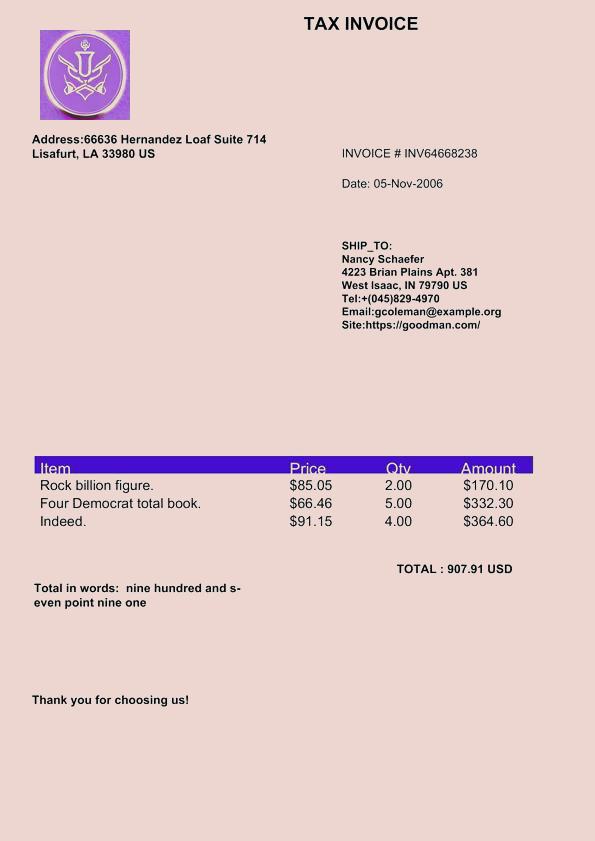 TAX INVOICE
Address:66636 Hernandez Loaf Suite 714
Lisafurt, LA 33980 US
INVOICE # INV64668238
Date: 05-Nov-2006
SHIP_TO:
Nancy Schaefer
4223 Brian Plains Apt. 381
West Isaac, IN 79790 US
Tel:+(045)829-4970
Email:gcoleman@example.org
Site:https://goodman.com/
Item Price Qty Amount
Rock billion figure. $85.05 2.00 $170.10
Four Democrat total book. $66.46 5.00 $332.30
Indeed. $91.15 4.00 $364.60
TOTAL : 907.91 USD
Total in words:  nine hundred and s-
even point nine one
Thank you for choosing us!